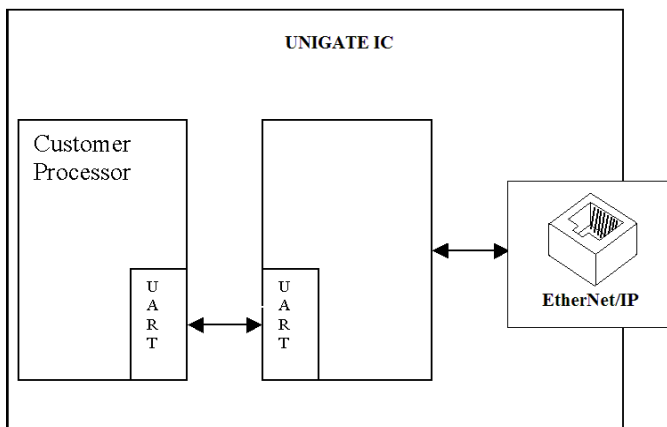 UNIGATE IC
Customer
Processor
U
A
R
T
U
A
R
T
EtherNet/IP